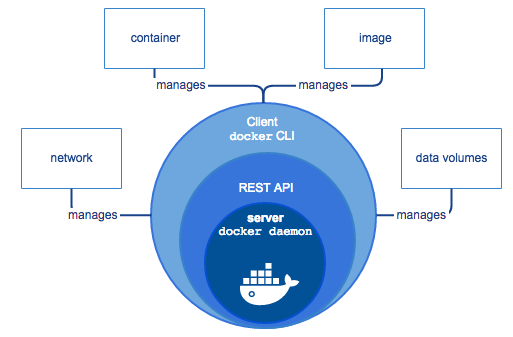 container
image
manages
manages
Client
docker CLI
network
data volumes
REST API
manages
server
manages
docker daemon